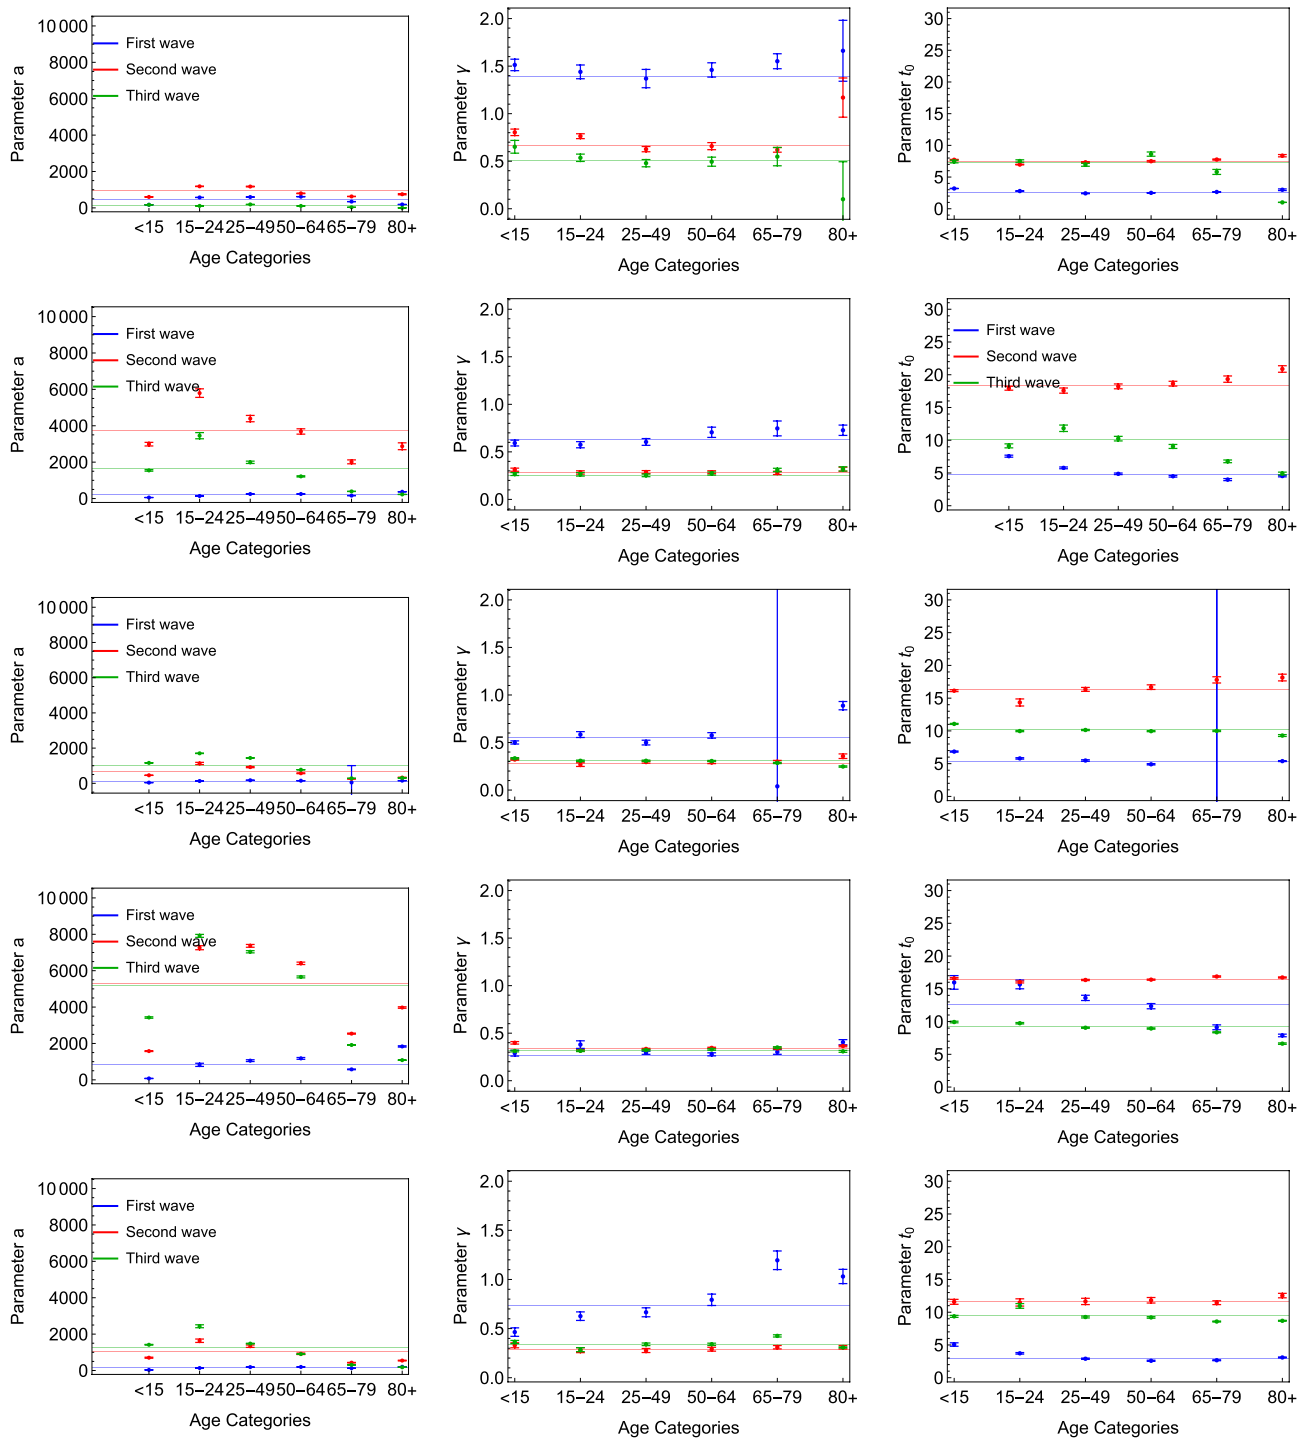 Parameter a
10 000
8000
6000
4000
2000
0
First wave
Second wave
Third wave
<15 15–24 25–49 50–64 65–79 80+
Age Categories
Parameter γ
2.0
1.5
1.0
0.5
0.0
<15 15–24 25–49 50–64 65–79 80+
Age Categories
Parameter t0
30
25
20
15
10
5
0
<15 15–24 25–49 50–64 65–79 80+
Age Categories
Parameter a
10 000
8000
6000
4000
2000
0
First wave
Second wave
Third wave
<15 15–24 25–49 50–64 65–79 80+
Age Categories
Parameter γ
2.0
1.5
1.0
0.5
0.0
<15 15–24 25–49 50–64 65–79 80+
Age Categories
Parameter t0
30
25
20
15
10
5
0
First wave
Second wave
Third wave
<15 15–24 25–49 50–64 65–79 80+
Age Categories
Parameter a
10 000
8000
6000
4000
2000
0
First wave
Second wave
Third wave
<15 15–24 25–49 50–64 65–79 80+
Age Categories
Parameter γ
2.0
1.5
1.0
0.5
0.0
<15 15–24 25–49 50–64 65–79 80+
Age Categories
Parameter t0
30
25
20
15
10
5
0
<15 15–24 25–49 50–64 65–79 80+
Age Categories
Parameter a
10 000
8000
6000
4000
2000
0
First wave
Second wave
Third wave
<15 15–24 25–49 50–64 65–79 80+
Age Categories
Parameter γ
2.0
1.5
1.0
0.5
0.0
<15 15–24 25–49 50–64 65–79 80+
Age Categories
Parameter t0
30
25
20
15
10
5
0
<15 15–24 25–49 50–64 65–79 80+
Age Categories
Parameter a
10 000
8000
6000
4000
2000
0
First wave
Second wave
Third wave
<15 15–24 25–49 50–64 65–79 80+
Age Categories
Parameter γ
2.0
1.5
1.0
0.5
0.0
<15 15–24 25–49 50–64 65–79 80+
Age Categories
Parameter t0
30
25
20
15
10
5
0
<15 15–24 25–49 50–64 65–79 80+
Age Categories